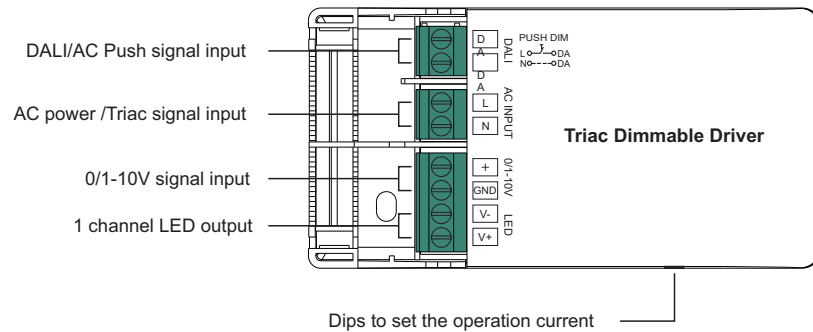 DALI/AC Push signal input
AC power /Triac signal input
0/1-10V signal input
1 channel LED output
D
A
D
A
DALI
PUSH DIM
L DA
N DA
L
N
AC INPUT
+
GND
0/1-10V
V-
V+
LED
Triac Dimmable Driver
Dips to set the operation current